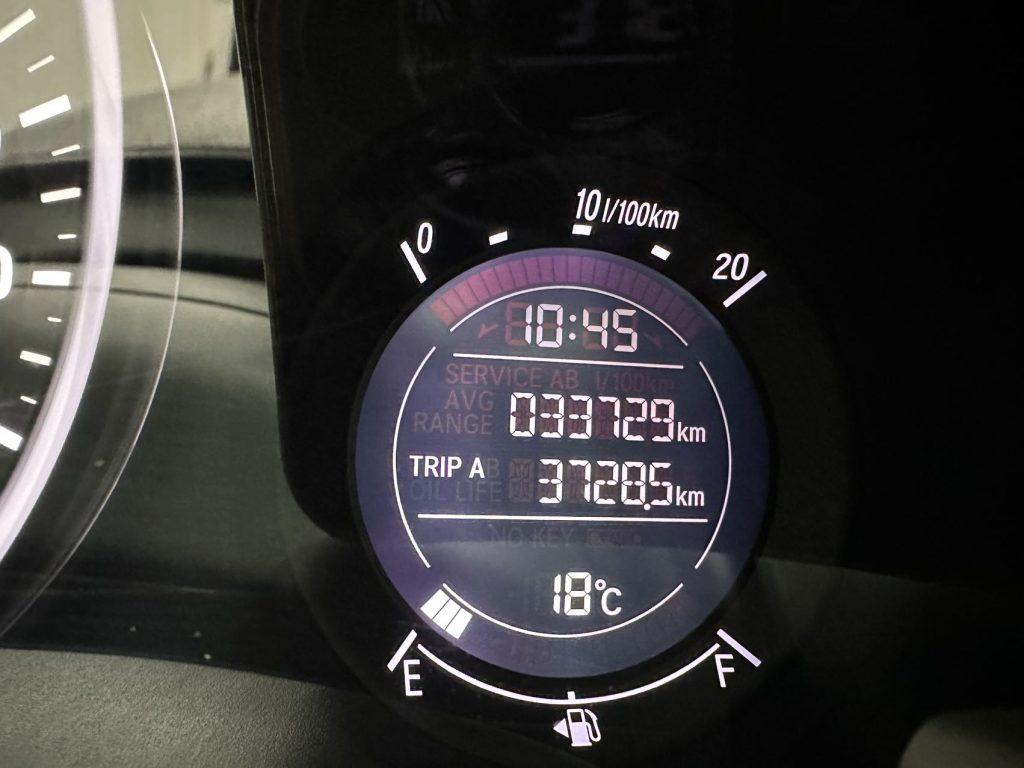 0
10 l/100km
20
10:45
SERVICE AB l/100km
AVG
RANGE
033729 km
TRIP A B
3728.5 km
OIL LIFE
NO KEY
18°C
E
F